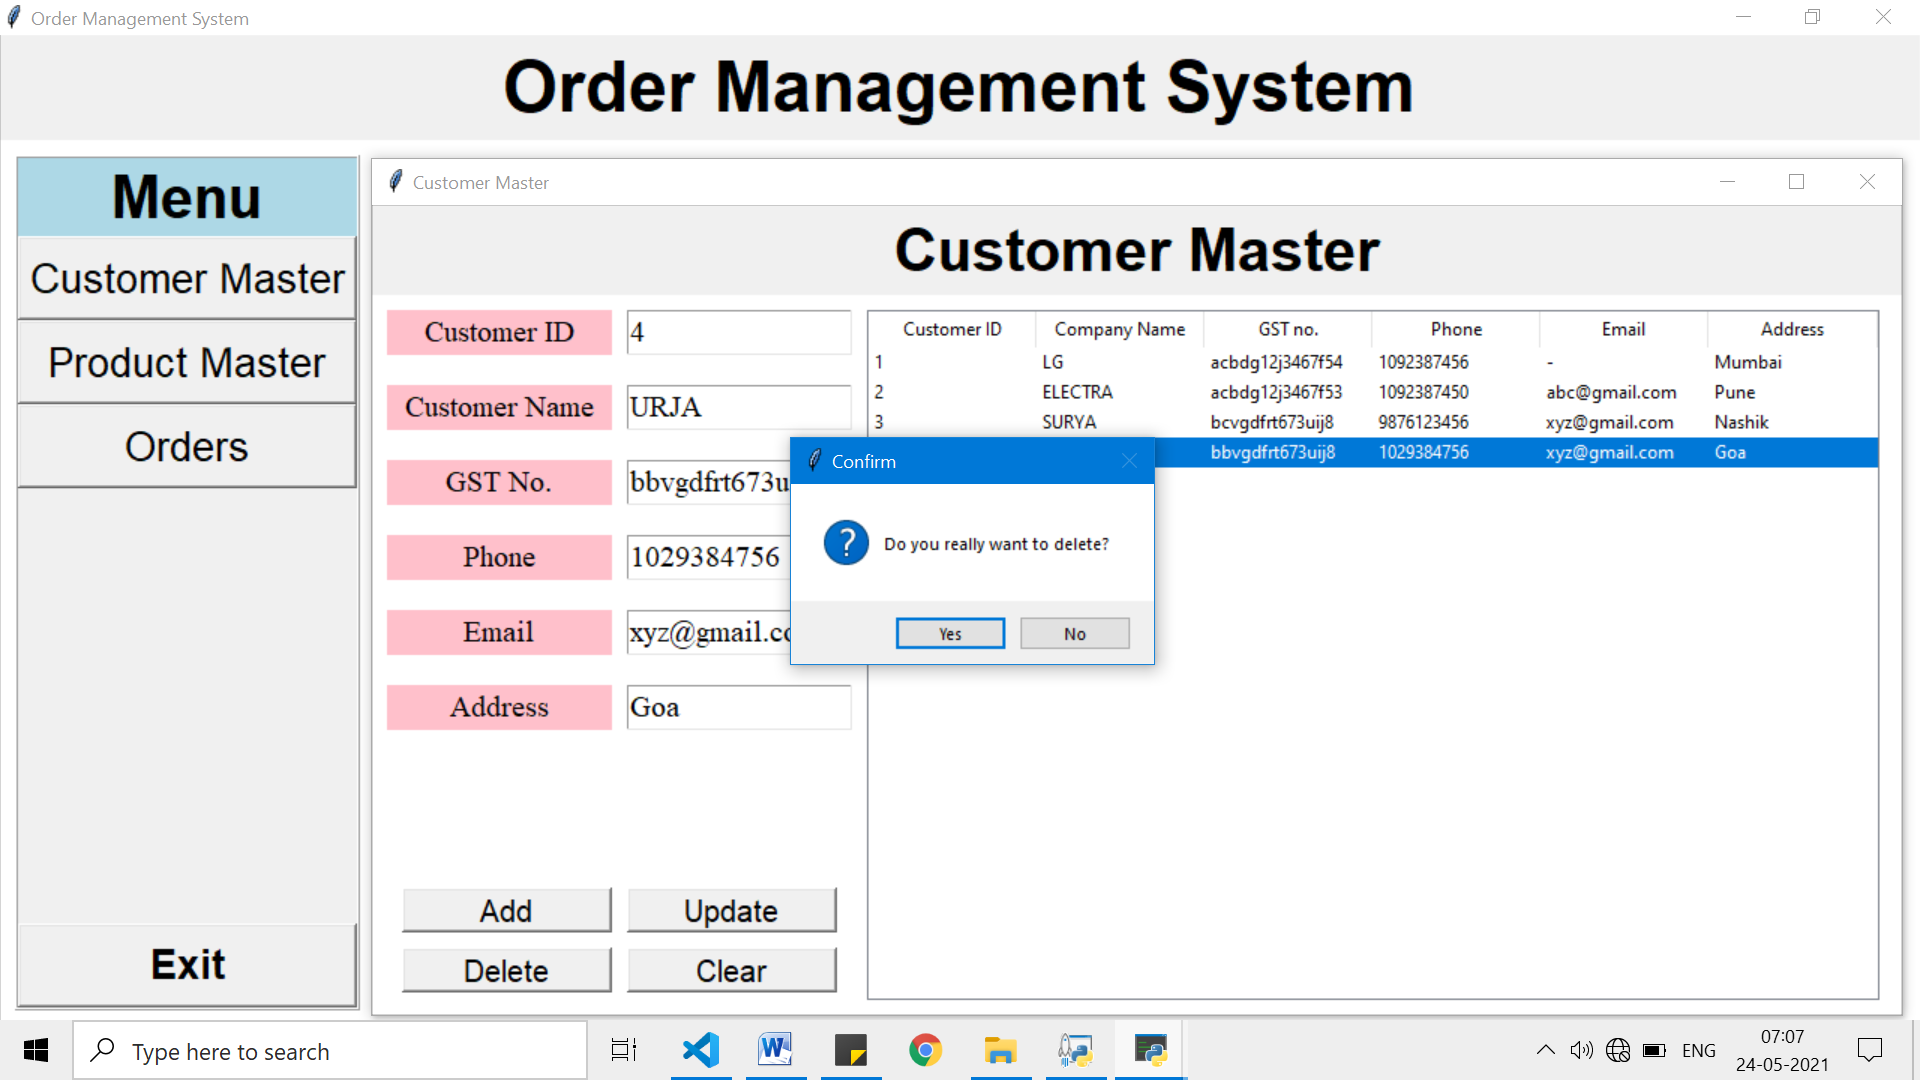 Order Management System
Order Management System
Menu
Customer Master
Product Master
Orders
Exit
Customer Master
Customer Master
Customer ID 4
Customer Name URJA
GST No. bbvgdfrt673u
Phone 1029384756
Email xyz@gmail.co
Address Goa
Add Update
Delete Clear
Customer ID Company Name GST no. Phone Email Address
1 LG acbdg12j3467f54 1092387456 - Mumbai
2 ELECTRA acbdg12j3467f53 1092387450 abc@gmail.com Pune
3 SURYA bcvgdfrt673uij8 9876123456 xyz@gmail.com Nashik
bbvgdfrt673uij8 1029384756 xyz@gmail.com Goa
Confirm
? Do you really want to delete?
Yes No
Type here to search
ENG
07:07
24-05-2021